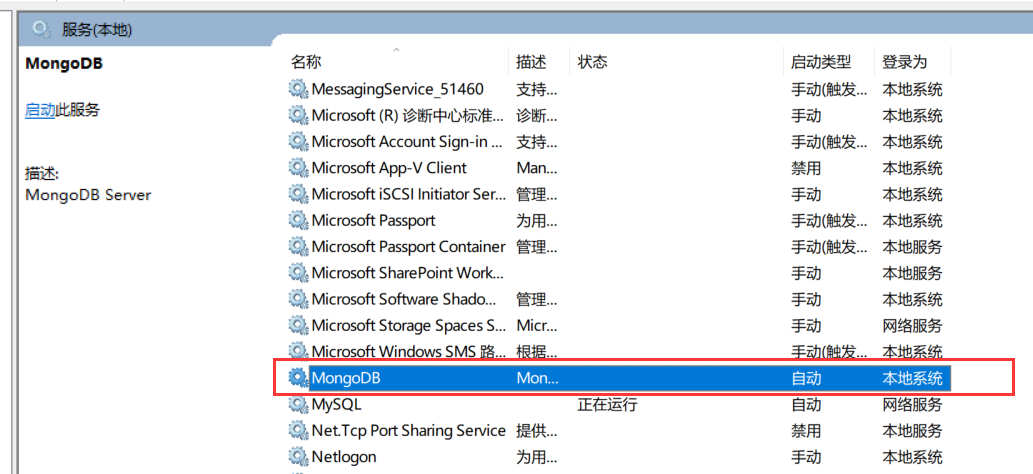 服务(本地)
MongoDB
启动此服务
描述:
MongoDB Server
名称 描述 状态 启动类型 登录为
MessagingService_51460 支持... 手动(触发... 本地系统
Microsoft (R) 诊断中心标准... 诊断... 手动 本地系统
Microsoft Account Sign-in ... 支持... 手动(触发... 本地系统
Microsoft App-V Client Man... 禁用 本地系统
Microsoft iSCSI Initiator Ser... 管理... 手动 本地系统
Microsoft Passport 为用... 手动(触发... 本地系统
Microsoft Passport Container 管理... 手动(触发... 本地服务
Microsoft SharePoint Work... 手动 本地服务
Microsoft Software Shado... 管理... 手动 本地系统
Microsoft Storage Spaces S... Micr... 手动 网络服务
Microsoft Windows SMS 路... 根据... 手动(触发... 本地系统
MongoDB Mon... 自动 本地系统
MySQL 正在运行 自动 网络服务
Net.Tcp Port Sharing Service 提供... 禁用 本地服务
Netlogon 为用... 手动 本地系统